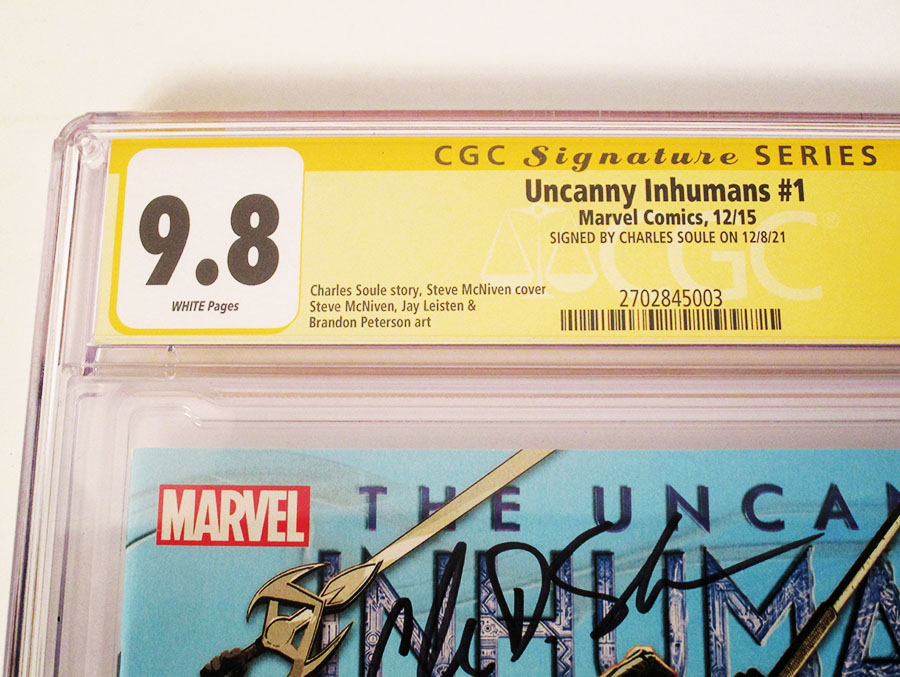 CGC Signature SERIES
9.8
WHITE Pages
Uncanny Inhumans #1
Marvel Comics, 12/15
SIGNED BY CHARLES SOULE ON 12/8/21
CGC
Charles Soule story, Steve McNiven cover
Steve McNiven, Jay Leisten &
Brandon Peterson art
2702845003
MARVEL
THE UNCAN
INHUMA